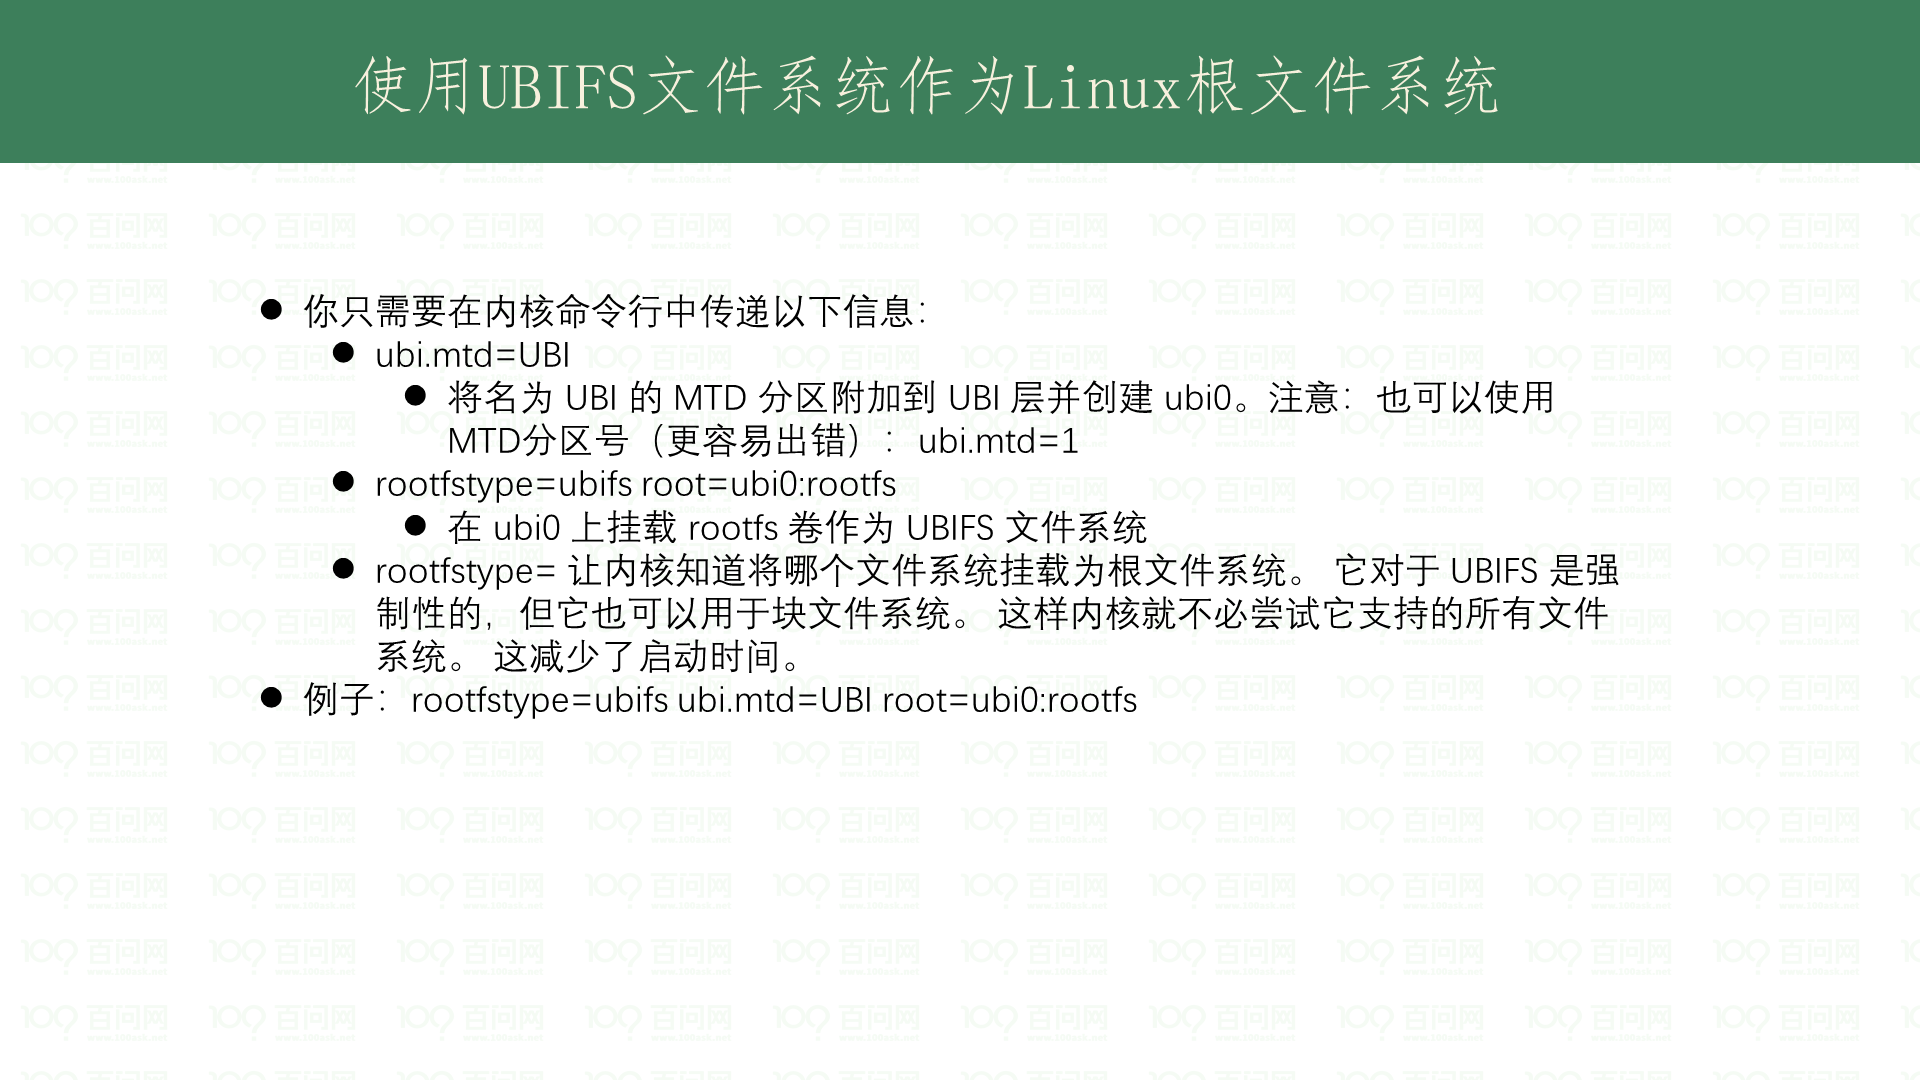 使用UBIFS文件系统作为Linux根文件系统
● 你只需要在内核命令行中传递以下信息：
● ubi.mtd=UBI
● 将名为 UBI 的 MTD 分区附加到 UBI 层并创建 ubi0。注意：也可以使用
MTD分区号（更容易出错）：ubi.mtd=1
● rootfstype=ubifs root=ubi0:rootfs
● 在 ubi0 上挂载 rootfs 卷作为 UBIFS 文件系统
● rootfstype= 让内核知道将哪个文件系统挂载为根文件系统。 它对于 UBIFS 是强
制性的， 但它也可以用于块文件系统。 这样内核就不必尝试它支持的所有文件
系统。 这减少了启动时间。
● 例子：rootfstype=ubifs ubi.mtd=UBI root=ubi0:rootfs
百问网
www.100ask.net